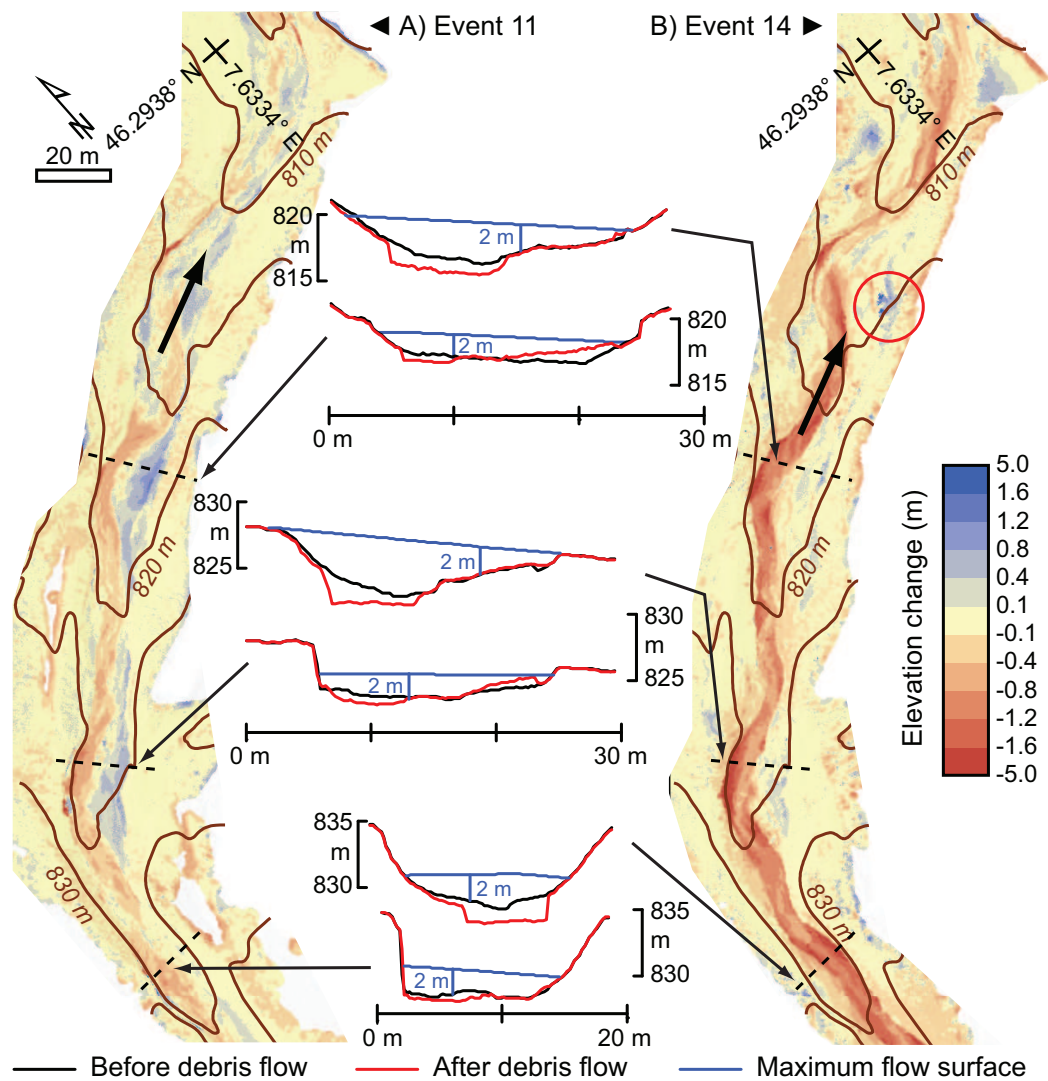 ◄ A) Event 11
B) Event 14 ►
N
20 m
46.2938° N
7.6334° E
810 m
820 m
830 m
46.2938° N
7.6334° E
810 m
820 m
830 m
820
m
815
2 m
820
m
815
2 m
0 m
30 m
830
m
825
2 m
830
m
825
2 m
0 m
30 m
835
m
830
2 m
835
m
830
2 m
0 m
20 m
Elevation change (m)
5.0
1.6
1.2
0.8
0.4
0.1
-0.1
-0.4
-0.8
-1.2
-1.6
-5.0
Before debris flow
After debris flow
Maximum flow surface